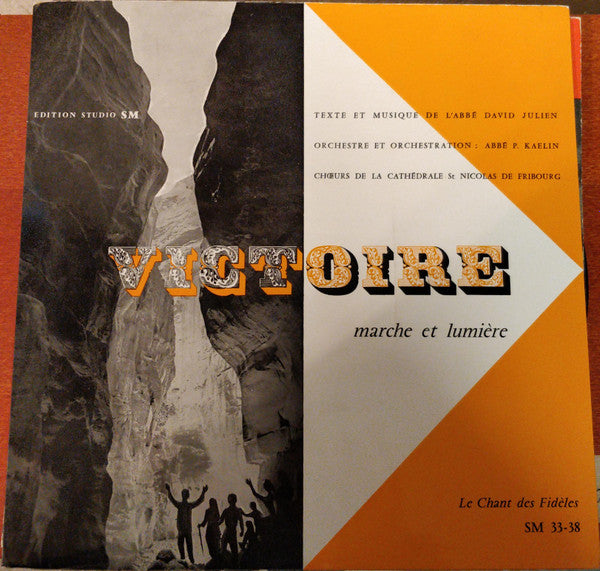 EDITION STUDIO SM
TEXTE ET MUSIQUE DE L'ABBÉ DAVID JULIEN
ORCHESTRE ET ORCHESTRATION : ABBÉ P. KAELIN
CHŒURS DE LA CATHÉDRALE St NICOLAS DE FRIBOURG
VICTOIRE
marche et lumière
Le Chant des Fidèles
SM 33-38